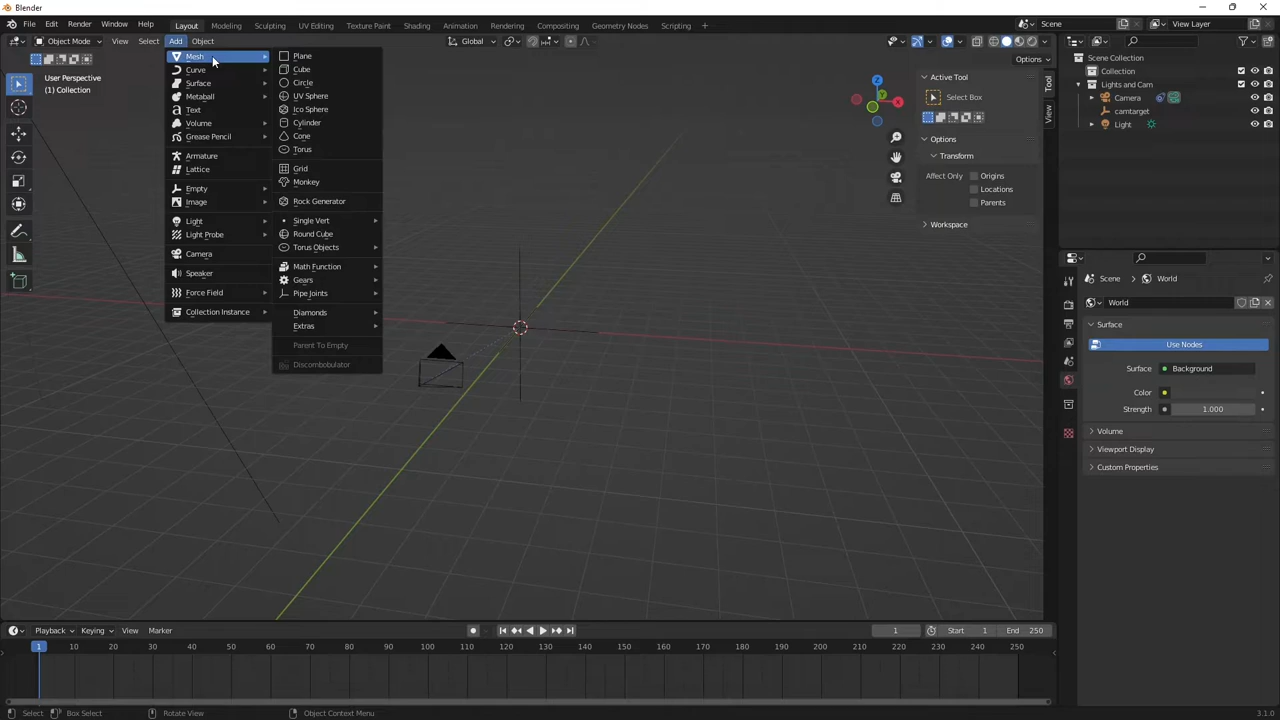 Blender
File Edit Render Window Help Layout Modeling Sculpting UV Editing Texture Paint Shading Animation Rendering Compositing Geometry Nodes Scripting + Scene View Layer
Object Mode View Select Add Object Global
Options
User Perspective
(1) Collection
Mesh
Curve
Surface
Metaball
Text
Volume
Grease Pencil
Armature
Lattice
Empty
Image
Light
Light Probe
Camera
Speaker
Force Field
Collection Instance
Plane
Cube
Circle
UV Sphere
Ico Sphere
Cylinder
Cone
Torus
Grid
Monkey
Rock Generator
Single Vert
Round Cube
Torus Objects
Math Function
Gears
Pipe Joints
Diamonds
Extras
Parent To Empty
Discombobulator
Z
Y
X
Active Tool
Select Box
Options
Transform
Affect Only Origins
Locations
Parents
Workspace
Tool
View
Scene Collection
Collection
Lights and Cam
Camera
camtarget
Light
Scene World
World
Surface
Use Nodes
Surface Background
Color
Strength 1.000
Volume
Viewport Display
Custom Properties
Playback Keying View Marker 1 Start 1 End 250
1 10 20 30 40 50 60 70 80 90 100 110 120 130 140 150 160 170 180 190 200 210 220 230 240 250
Select Box Select Rotate View Object Context Menu 3.1.0